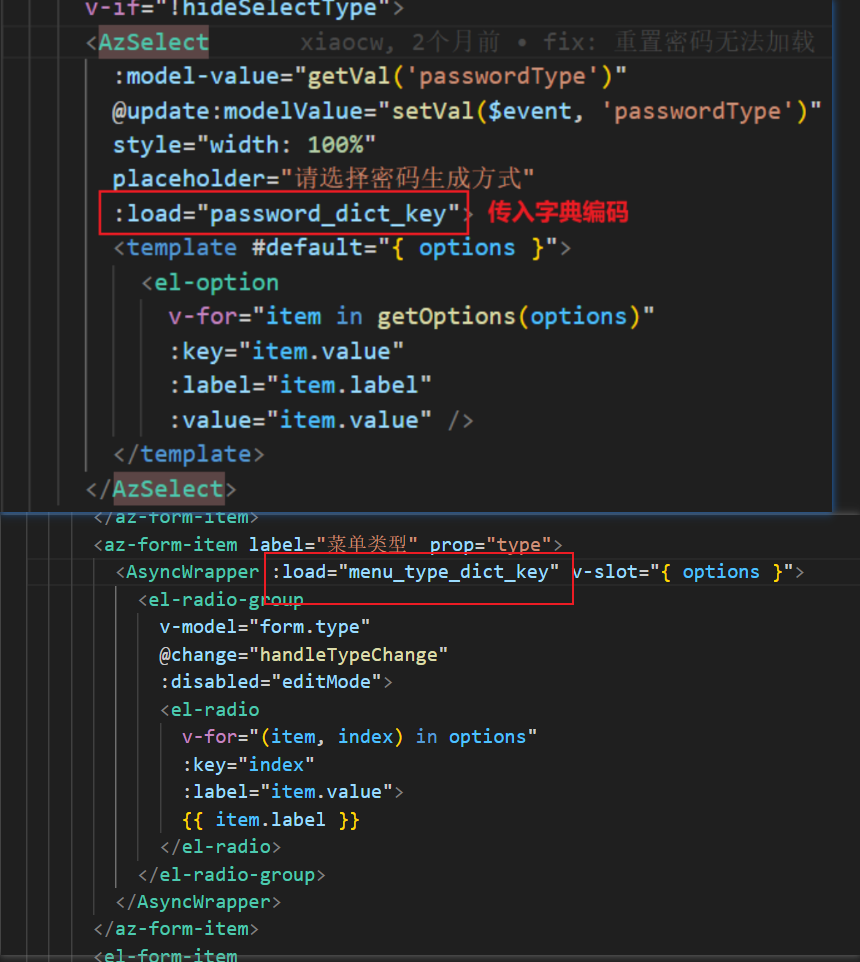 v-if="!hideSelectType">
<AzSelect xiaocw, 2个月前 • fix: 重置密码无法加载
:model-value="getVal('passwordType')"
@update:modelValue="setVal($event, 'passwordType')"
style="width: 100%"
placeholder="请选择密码生成方式"
:load="password_dict_key"> 传入字典编码
<template #default="{ options }">
<el-option
v-for="item in getOptions(options)"
:key="item.value"
:label="item.label"
:value="item.value" />
</template>
</AzSelect>
</az-form-item>
<az-form-item label="菜单类型" prop="type">
<AsyncWrapper :load="menu_type_dict_key" v-slot="{ options }">
<el-radio-group
v-model="form.type"
@change="handleTypeChange"
:disabled="editMode">
<el-radio
v-for="(item, index) in options"
:key="index"
:label="item.value">
{{ item.label }}
</el-radio>
</el-radio-group>
</AsyncWrapper>
</az-form-item>
<el-form-item